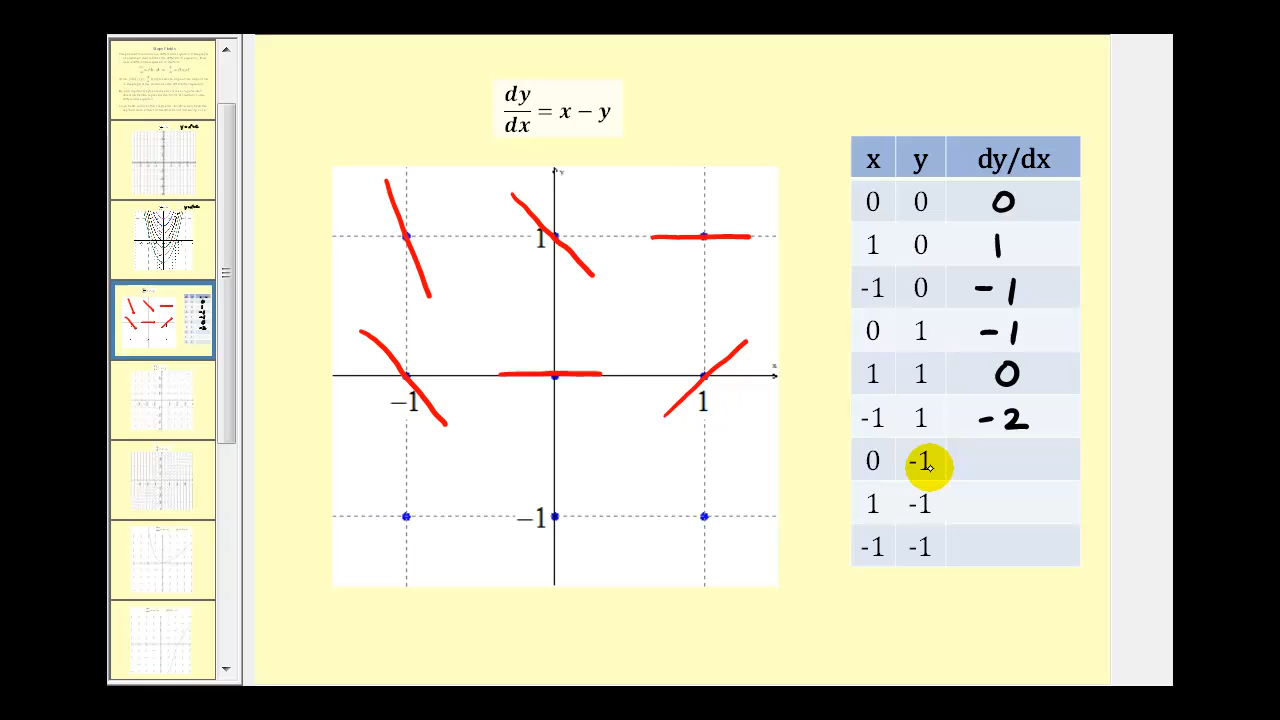 dy/dx = x − y
x y dy/dx
0 0 0
1 0 1
-1 0 -1
0 1 -1
1 1 0
-1 1 -2
0 -1
1 -1
-1 -1
y
1
x
−1 1
−1